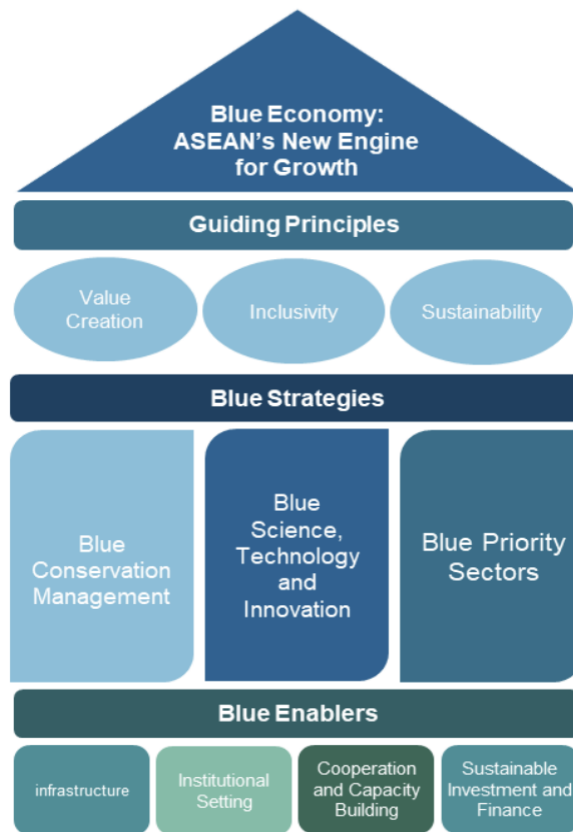 Blue Economy:
ASEAN's New Engine
for Growth
Guiding Principles
Value
Creation
Inclusivity
Sustainability
Blue Strategies
Blue
Conservation
Management
Blue
Science,
Technology
and
Innovation
Blue Priority
Sectors
Blue Enablers
infrastructure
Institutional
Setting
Cooperation
and Capacity
Building
Sustainable
Investment and
Finance